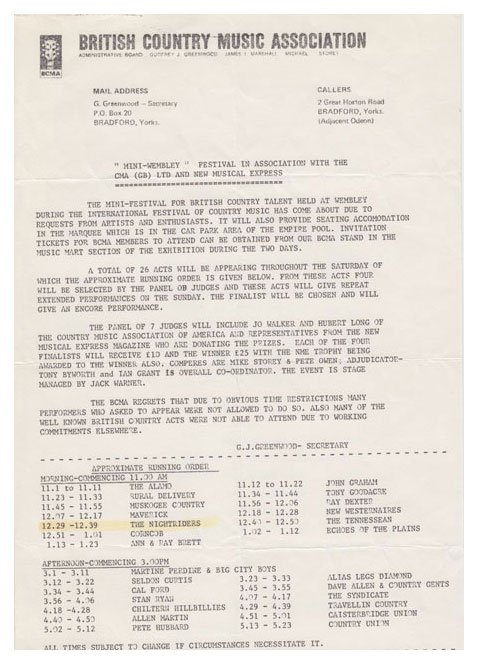 BRITISH COUNTRY MUSIC ASSOCIATION
ADMINISTRATIVE BOARD GODFREY J. GREENWOOD JAMES T. MARSHALL MICHAEL STOREY
BCMA
MAIL ADDRESS
G. Greenwood – Secretary
P.O. Box 20
BRADFORD, Yorks.
CALLERS
2 Great Horton Road
BRADFORD, Yorks.
(Adjacent Odeon)
" MINI-WEMBLEY " FESTIVAL IN ASSOCIATION WITH THE
CMA (GB) LTD AND NEW MUSICAL EXPRESS
===================================
THE MINI-FESTIVAL FOR BRITISH COUNTRY TALENT HELD AT WEMBLEY
DURING THE INTERNATIONAL FESTIVAL OF COUNTRY MUSIC HAS COME ABOUT DUE TO
REQUESTS FROM ARTISTS AND ENTHUSIASTS. IT WILL ALSO PROVIDE SEATING ACCOMODATION
IN THE MARQUEE WHICH IS IN THE CAR PARK AREA OF THE EMPIRE POOL. INVITATION
TICKETS FOR BCMA MEMBERS TO ATTEND CAN BE OBTAINED FROM OUR BCMA STAND IN THE
MUSIC MART SECTION OF THE EXHIBITION DURING THE TWO DAYS.
A TOTAL OF 26 ACTS WILL BE APPEARING THROUGHOUT THE SATURDAY OF
WHICH THE APPROXIMATE RUNNING ORDER IS GIVEN BELOW. FROM THESE ACTS FOUR
WILL BE SELECTED BY THE PANEL OB JUDGES AND THESE ACTS WILL GIVE REPEAT
EXTENDED PERFORMANCES ON THE SUNDAY. THE FINALIST WILL BE CHOSEN AND WILL
GIVE AN ENCORE PERFORMANCE.
THE PANEL OF 7 JUDGES WILL INCLUDE JO WALKER AND HUBERT LONG OF
THE COUNTRY MUSIC ASSOCIATION OF AMERICA AND REPRESENTATIVES FROM THE NEW
MUSICAL EXPRESS MAGAZINE WHO ARE DONATING THE PRIZES. EACH OF THE FOUR
FINALISTS WILL RECEIVE £10 AND THE WINNER £25 WITH THE NME TROPHY BEING
AWARDED TO THE WINNER ALSO. COMPERES ARE MIKE STOREY & PETE OWEN; ADJUDICATOR-
TONY BYWORTH and IAN GRANT IS OVERALL CO-ORDINATOR. THE EVENT IS STAGE
MANAGED BY JACK WARNER.
THE BCMA REGRETS THAT DUE TO OBVIOUS TIME RESTRICTIONS MANY
PERFORMERS WHO ASKED TO APPEAR WERE NOT ALLOWED TO DO SO. ALSO MANY OF THE
WELL KNOWN BRITISH COUNTRY ACTS WERE NOT ABLE TO ATTEND DUE TO WORKING
COMMITMENTS ELSEWHERE.
G.J.GREENWOOD- SECRETARY
APPROXIMATE RUNNING ORDER
MORNING-COMMENCING 11.00 AM
11.1 to 11.11 THE ALAMO 11.12 to 11.22 JOHN GRAHAM
11.23 - 11.33 RURAL DELIVERY 11.34 - 11.44 TONY GOODACRE
11.45 - 11.55 MUSKOGEE COUNTRY 11.56 - 12.06 RAY DEXTER
12.07 - 12.17 MAVERICK 12.18 - 12.28 NEW WESTERNAIRES
12.29 -12.39 THE NIGHTRIDERS 12.40 - 12.50 THE TENNESSEAN
12.51 - 1.01 CORNCOB 1.02 - 1.12 ECHOES OF THE PLAINS
1.13 - 1.23 ANN & RAY BRETT
AFTERNOON-COMMENCING 3.00PM
3.1 - 3.11 MARTINE PERDIRE & BIG CITY BOYS
3.12 - 3.22 SELDON CURTIS 3.23 - 3.33 ALIAS LEGS DIAMOND
3.34 - 3.44 CAL FORD 3.45 - 3.55 DAVE ALLEN & COUNTRY GENTS
3.56 - 4.06 STAN RYAN 4.07 - 4.17 THE SYNDICATE
4.18 -4.28 CHILTERN HILLBILLIES 4.29 - 4.39 TRAVELLIN COUNTRY
4.40 - 4.50 ALLEN MARTIN 4.51 - 5.01 CAISTERBRIDGE UNION
5.02 - 5.12 PETE HUBBARD 5.13 - 5.23 COUNTRY UNION
ALL TIMES SUBJECT TO CHANGE IF CIRCUMSTANCES NECESSITATE IT.